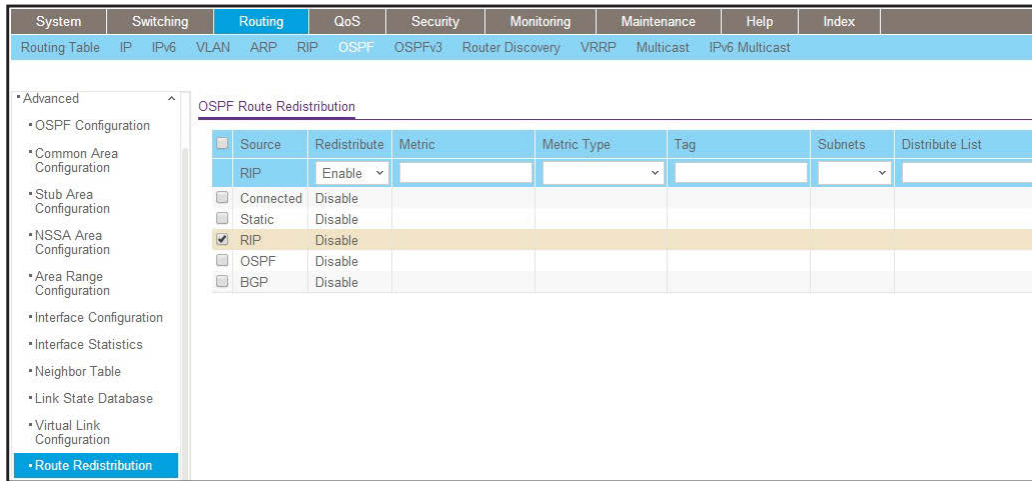 System Switching Routing QoS Security Monitoring Maintenance Help Index
Routing Table IP IPv6 VLAN ARP RIP OSPF OSPFv3 Router Discovery VRRP Multicast IPv6 Multicast
Advanced
OSPF Configuration
Common Area
Configuration
Stub Area
Configuration
NSSA Area
Configuration
Area Range
Configuration
Interface Configuration
Interface Statistics
Neighbor Table
Link State Database
Virtual Link
Configuration
Route Redistribution
OSPF Route Redistribution
Source Redistribute Metric Metric Type Tag Subnets Distribute List
RIP Enable
Connected Disable
Static Disable
RIP Disable
OSPF Disable
BGP Disable